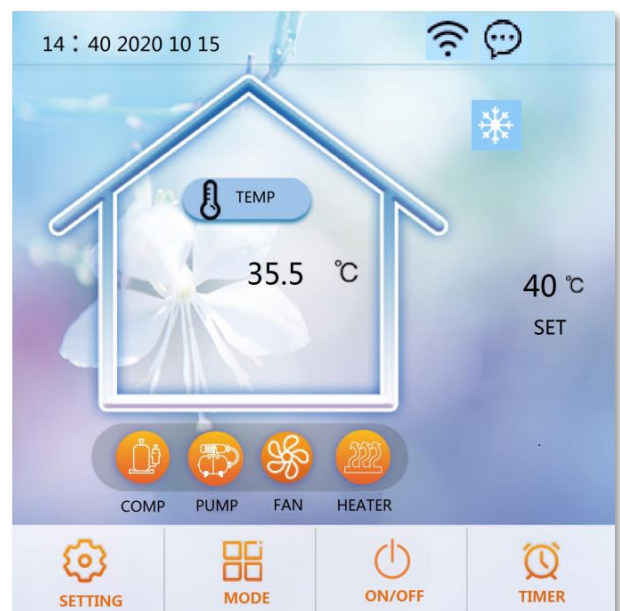 14：40 2020 10 15
TEMP
35.5 ℃
40 ℃
SET
COMP PUMP FAN HEATER
SETTING MODE ON/OFF TIMER